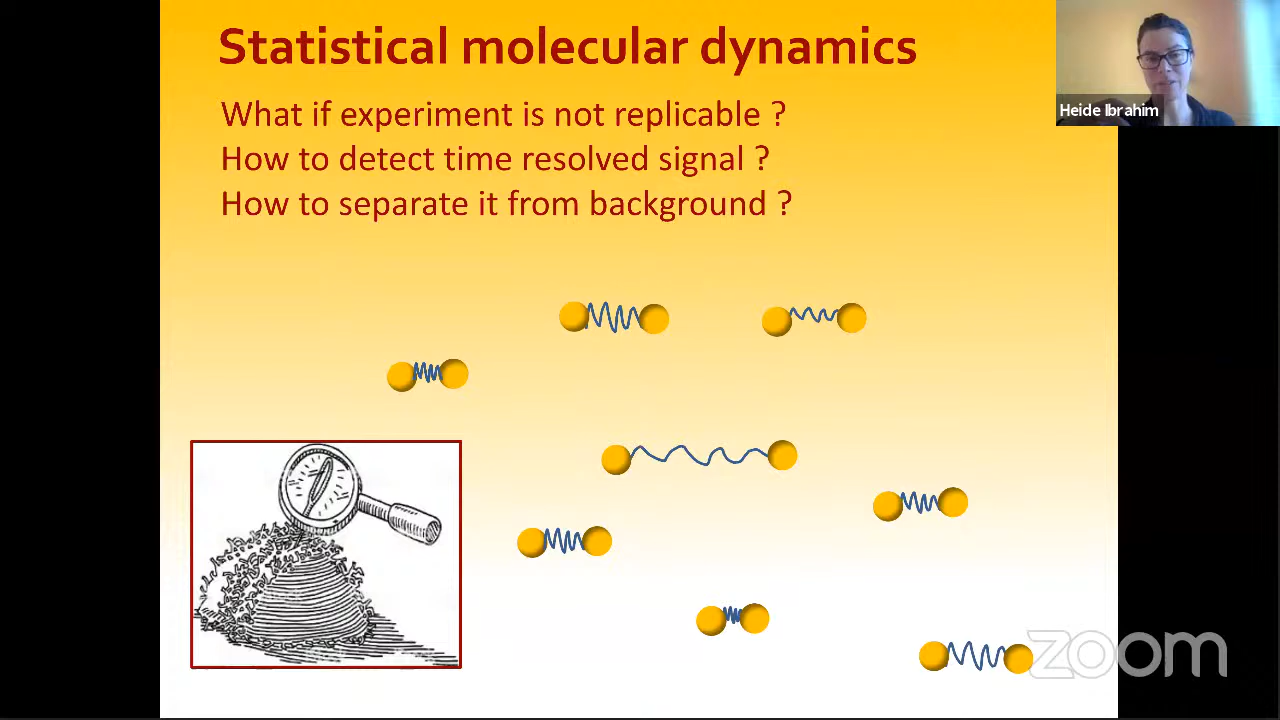 Statistical molecular dynamics
Heide Ibrahim
What if experiment is not replicable ?
How to detect time resolved signal ?
How to separate it from background ?
zoom